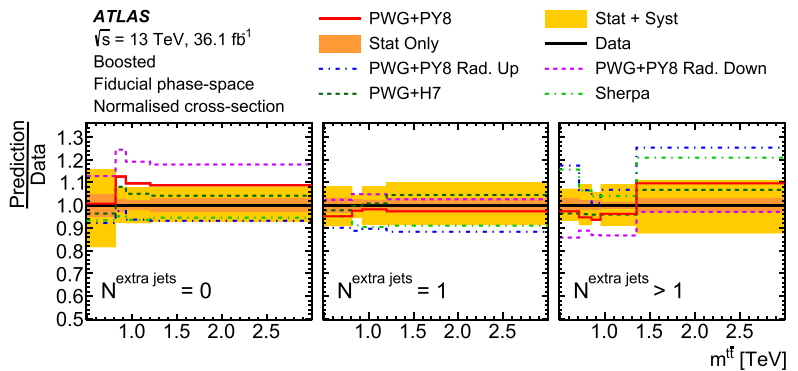 ATLAS
√s = 13 TeV, 36.1 fb⁻¹
Boosted
Fiducial phase-space
Normalised cross-section
PWG+PY8
Stat Only
PWG+PY8 Rad. Up
PWG+H7
Stat + Syst
Data
PWG+PY8 Rad. Down
Sherpa
Prediction
Data
1.3
1.2
1.1
1.0
0.9
0.8
0.7
0.6
0.5
N^extra jets = 0
N^extra jets = 1
N^extra jets > 1
1.0 1.5 2.0 2.5 1.0 1.5 2.0 2.5 1.0 1.5 2.0 2.5
m^tt̄ [TeV]